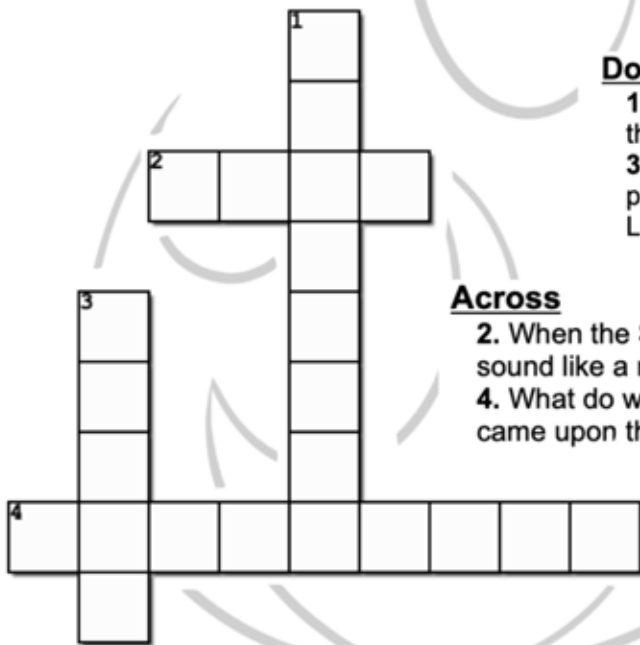 1
2
3
4
Do
1
th
3
p
L
Across
2. When the
sound like a
4. What do w
came upon th